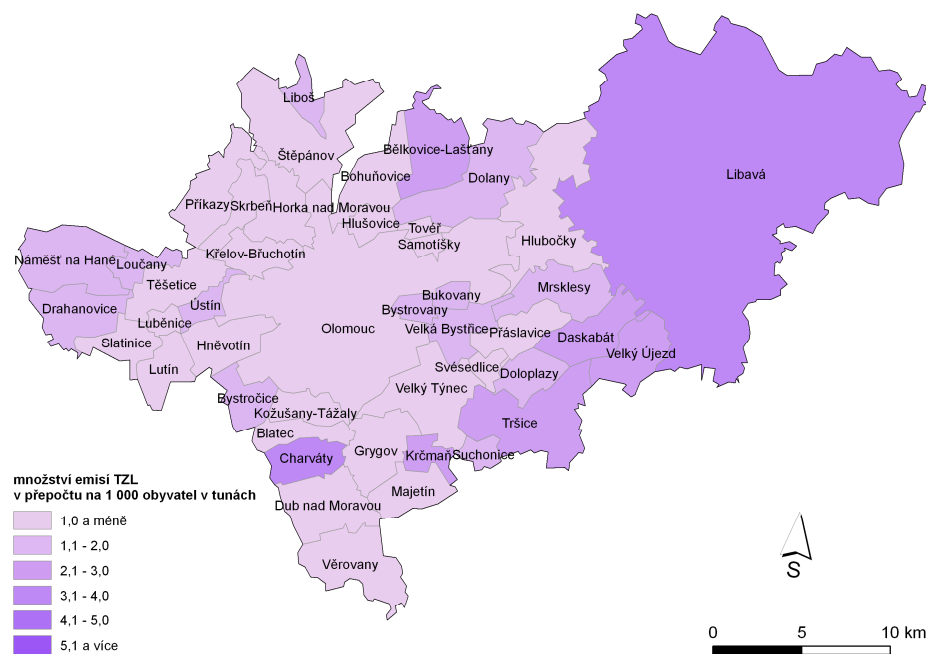 Liboš
Štěpánov
Bělkovice-Lašťany
Bohuňovice
Dolany
Libavá
Příkazy
Skrbeň
Horka nad Moravou
Hlušovice
Tovéř
Samotíšky
Hlubočky
Křelov-Břuchotín
Náměšť na Hané
Loučany
Těšetice
Mrsklesy
Bukovany
Drahanovice
Ústín
Bystrovany
Luběnice
Olomouc
Velká Bystřice
Přáslavice
Daskabát
Slatinice
Hněvotín
Velký Újezd
Lutín
Svésedlice
Doloplazy
Velký Týnec
Bystročice
Kožušany-Tážaly
Tršice
Blatec
Grygov
Krčmaň
Suchonice
Charváty
Majetín
Dub nad Moravou
Věrovany
množství emisí TZL
v přepočtu na 1 000 obyvatel v tunách
1,0 a méně
1,1 - 2,0
2,1 - 3,0
3,1 - 4,0
4,1 - 5,0
5,1 a více
S
0 5 10 km